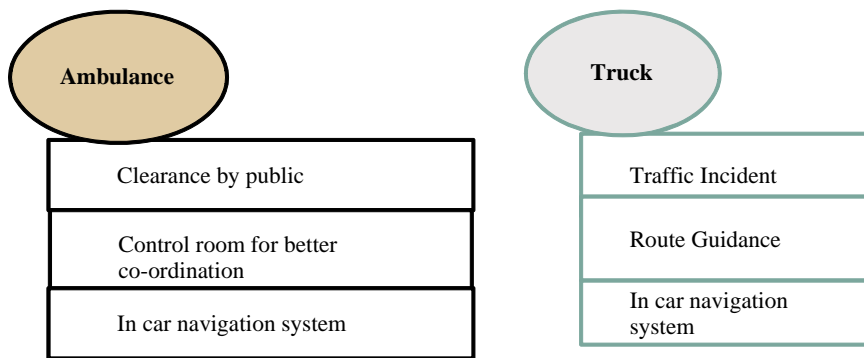 Ambulance
Clearance by public
Control room for better
co-ordination
In car navigation system
Truck
Traffic Incident
Route Guidance
In car navigation
system